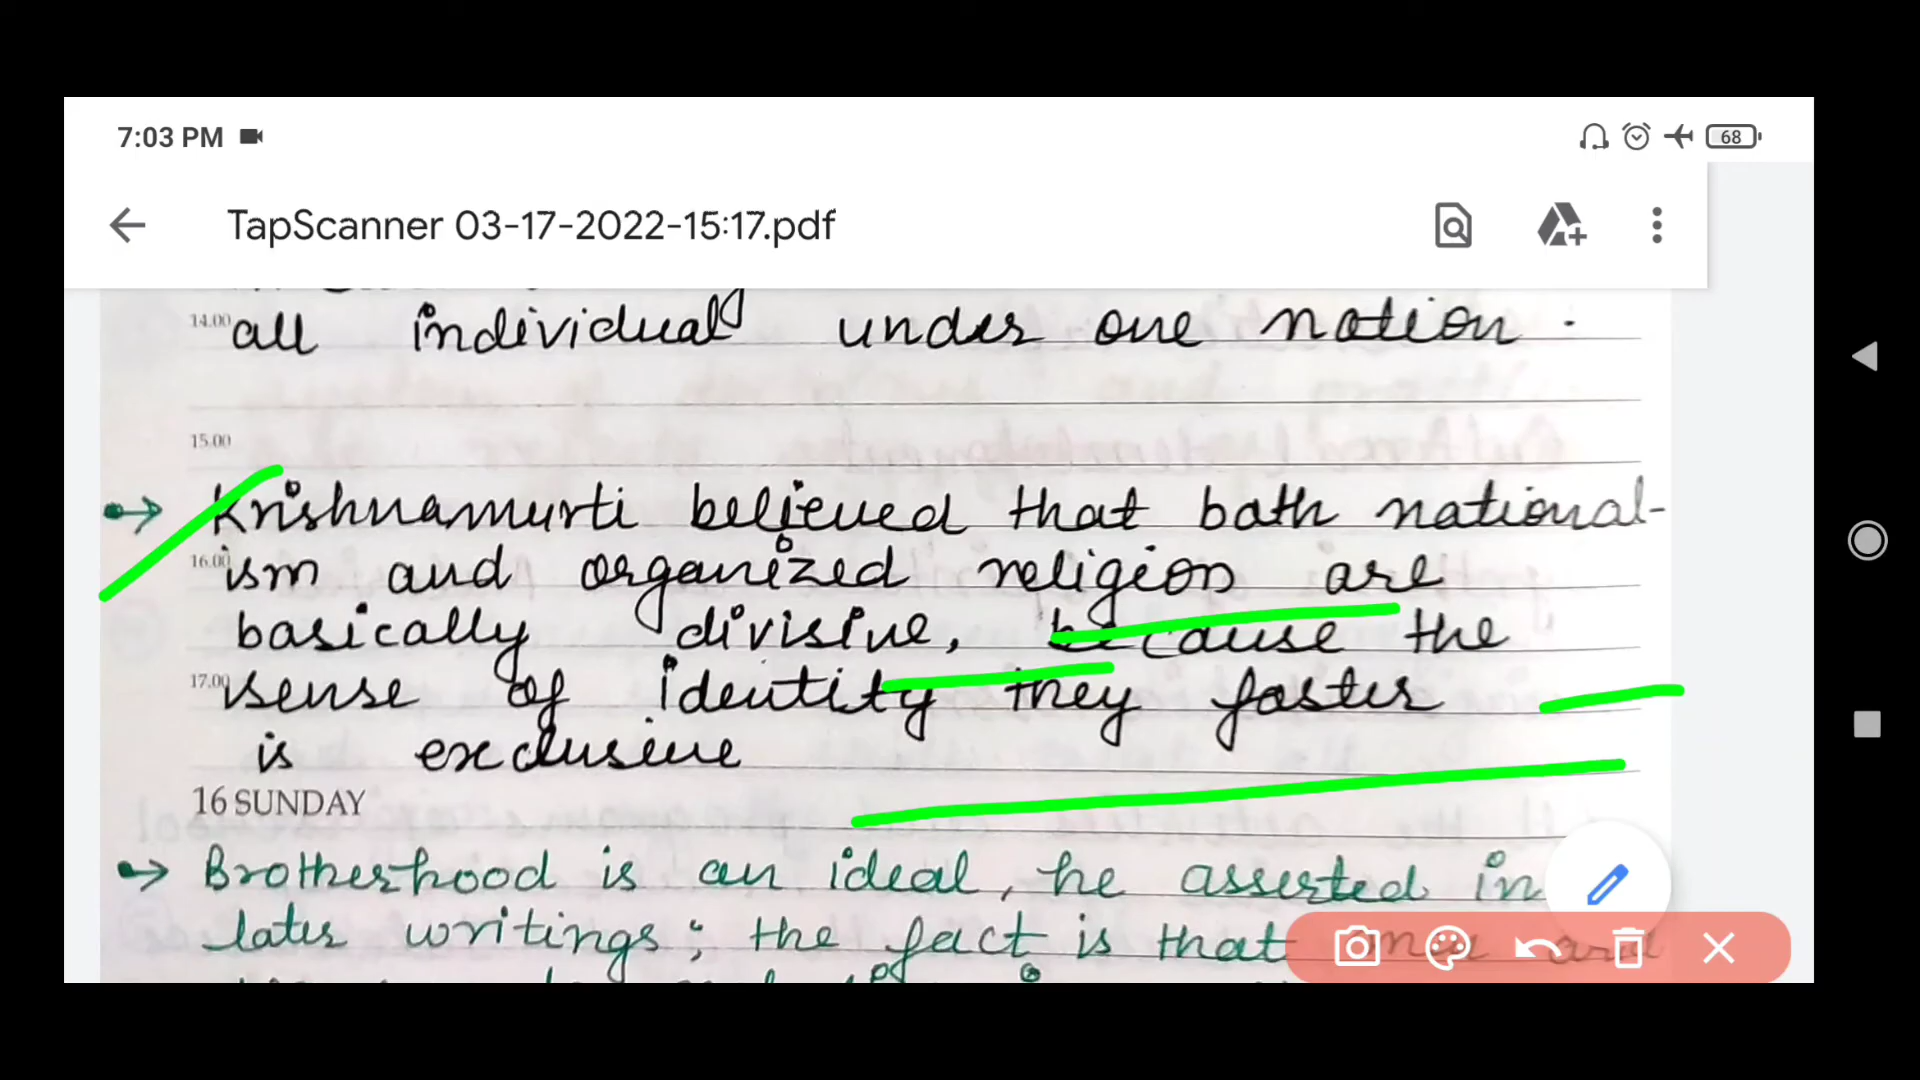 7:03 PM
68
TapScanner 03-17-2022-15:17.pdf
14.00 all individual under one nation.
15.00
Krishnamurti believed that both national-
16.00 ism and organized religion are
basically divisive, because the
17.00 sense of identity they foster
is exclusive
16 SUNDAY
Brotherhood is an ideal, he asserted in
later writings; the fact is that